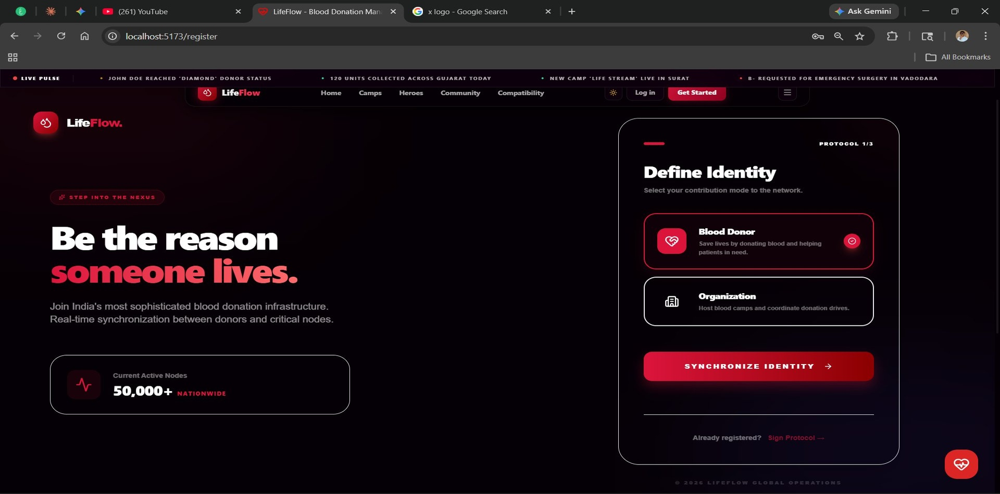 (261) YouTube
LifeFlow - Blood Donation Man
x logo - Google Search
Ask Gemini
localhost:5173/register
All Bookmarks
LIVE PULSE
JOHN DOE REACHED 'DIAMOND' DONOR STATUS
120 UNITS COLLECTED ACROSS GUJARAT TODAY
NEW CAMP 'LIFE STREAM' LIVE IN SURAT
B- REQUESTED FOR EMERGENCY SURGERY IN VADODARA
LifeFlow
Home
Camps
Heroes
Community
Compatibility
Log in
Get Started
LifeFlow.
STEP INTO THE NEXUS
Be the reason
someone lives.
Join India's most sophisticated blood donation infrastructure.
Real-time synchronization between donors and critical nodes.
Current Active Nodes
50,000+ NATIONWIDE
PROTOCOL 1/3
Define Identity
Select your contribution mode to the network.
Blood Donor
Save lives by donating blood and helping
patients in need.
Organization
Host blood camps and coordinate donation drives.
SYNCHRONIZE IDENTITY →
Already registered? Sign Protocol →
© 2026 LIFEFLOW GLOBAL OPERATIONS